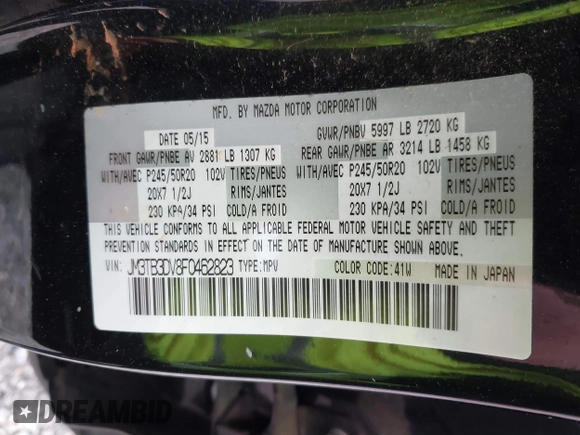 MFD. BY MAZDA MOTOR CORPORATION
DATE 05/15 GVWR/PNBV 5997 LB 2720 KG
FRONT GAWR/PNBE AV 2881 LB 1307 KG REAR GAWR/PNBE AR 3214 LB 1458 KG
WITH/AVEC P245/50R20 102V TIRES/PNEUS WITH/AVEC P245/50R20 102V TIRES/PNEUS
20X7 1/2J RIMS/JANTES 20X7 1/2J RIMS/JANTES
230 KPA/34 PSI COLD/A FROID 230 KPA/34 PSI COLD/A FROID
THIS VEHICLE CONFORMS TO ALL APPLICABLE FEDERAL MOTOR VEHICLE SAFETY AND THEFT
PREVENTION STANDARDS IN EFFECT ON THE DATE OF MANUFACTURE SHOWN ABOVE.
VIN: JM3TB3DV8F0462823 TYPE:MPV COLOR CODE:41W MADE IN JAPAN
DREAMBID